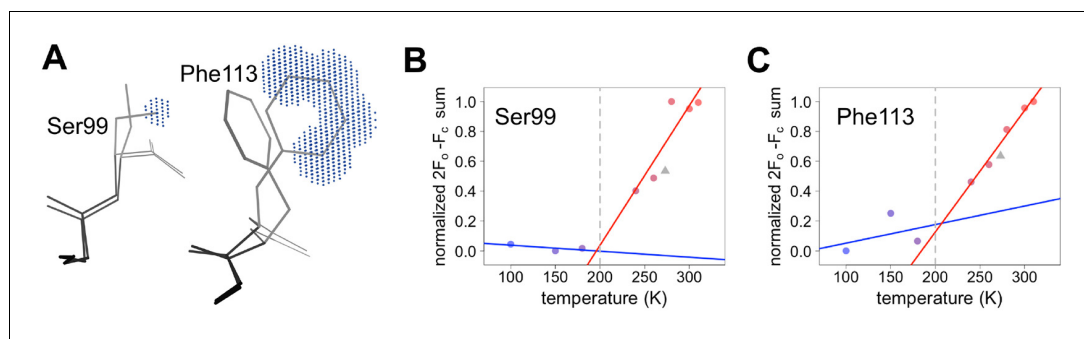 A
Ser99
Phe113
B
Ser99
normalized 2Fo -Fc sum
1.0
0.8
0.6
0.4
0.2
0.0
100
150
200
250
300
temperature (K)
C
Phe113
normalized 2Fo -Fc sum
1.0
0.8
0.6
0.4
0.2
0.0
100
150
200
250
300
temperature (K)